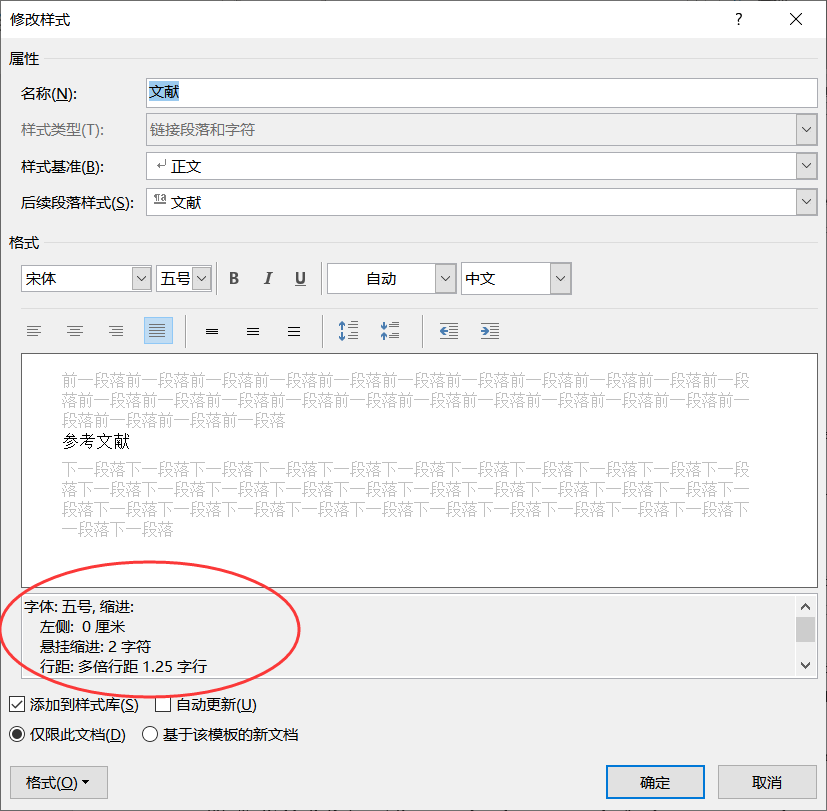 修改样式 ?
属性
名称(N): 文献
样式类型(T): 链接段落和字符
样式基准(B): 正文
后续段落样式(S): 文献
格式
宋体 五号 B I U 自动 中文
前一段落前一段落前一段落前一段落前一段落前一段落前一段落前一段落前一段落前一段落前一段
落前一段落前一段落前一段落前一段落前一段落前一段落前一段落前一段落前一段落前一段落前一
段落前一段落前一段落前一段落
参考文献
下一段落下一段落下一段落下一段落下一段落下一段落下一段落下一段落下一段落下一段落下一段
落下一段落下一段落下一段落下一段落下一段落下一段落下一段落下一段落下一段落下一段落下一
段落下一段落下一段落下一段落下一段落下一段落下一段落下一段落下一段落下一段落下一段落下
一段落下一段落
字体: 五号, 缩进:
左侧: 0 厘米
悬挂缩进: 2 字符
行距: 多倍行距 1.25 字行
添加到样式库(S) 自动更新(U)
仅限此文档(D) 基于该模板的新文档
格式(O) 确定 取消